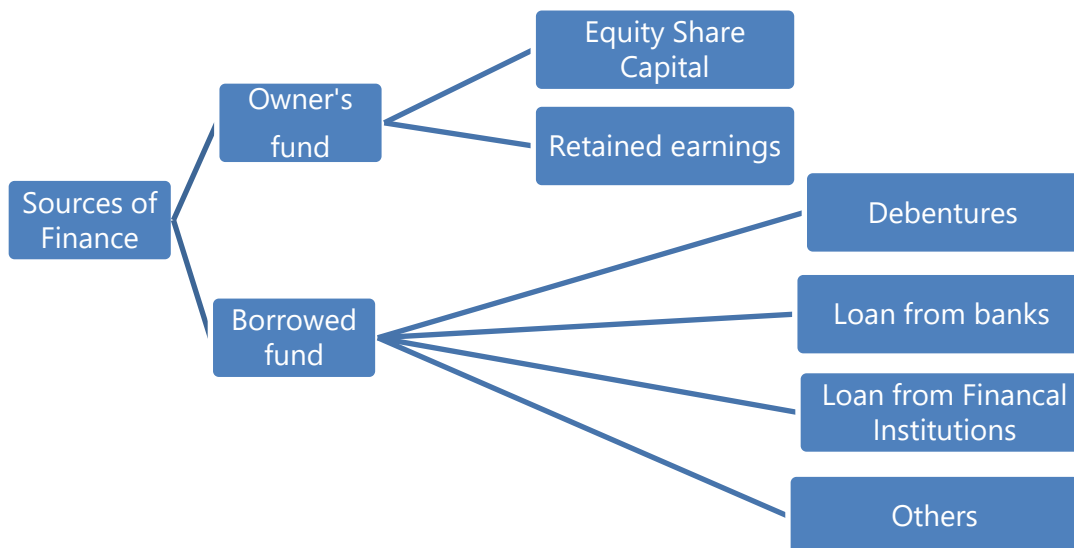 Sources of
Finance
Owner's
fund
Equity Share
Capital
Retained earnings
Borrowed
fund
Debentures
Loan from banks
Loan from Financal
Institutions
Others